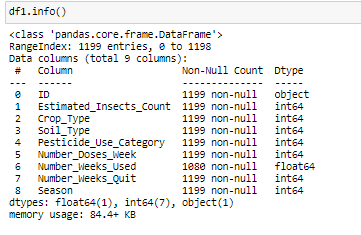 df1.info()
<class 'pandas.core.frame.DataFrame'>
RangeIndex: 1199 entries, 0 to 1198
Data columns (total 9 columns):
 #   Column                   Non-Null Count  Dtype
---  ------                   --------------  -----
 0   ID                       1199 non-null   object
 1   Estimated_Insects_Count  1199 non-null   int64
 2   Crop_Type                1199 non-null   int64
 3   Soil_Type                1199 non-null   int64
 4   Pesticide_Use_Category   1199 non-null   int64
 5   Number_Doses_Week        1199 non-null   int64
 6   Number_Weeks_Used        1080 non-null   float64
 7   Number_Weeks_Quit        1199 non-null   int64
 8   Season                   1199 non-null   int64
dtypes: float64(1), int64(7), object(1)
memory usage: 84.4+ KB